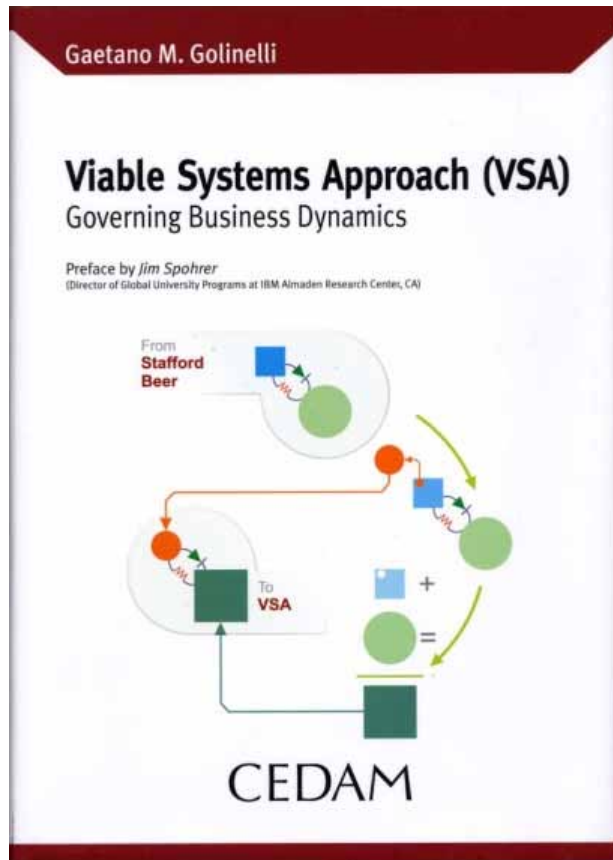 Gaetano M. Golinelli
Viable Systems Approach (VSA)
Governing Business Dynamics
Preface by Jim Spohrer
(Director of Global University Programs at IBM Almaden Research Center, CA)
From
Stafford
Beer
+
To
VSA
=
CEDAM